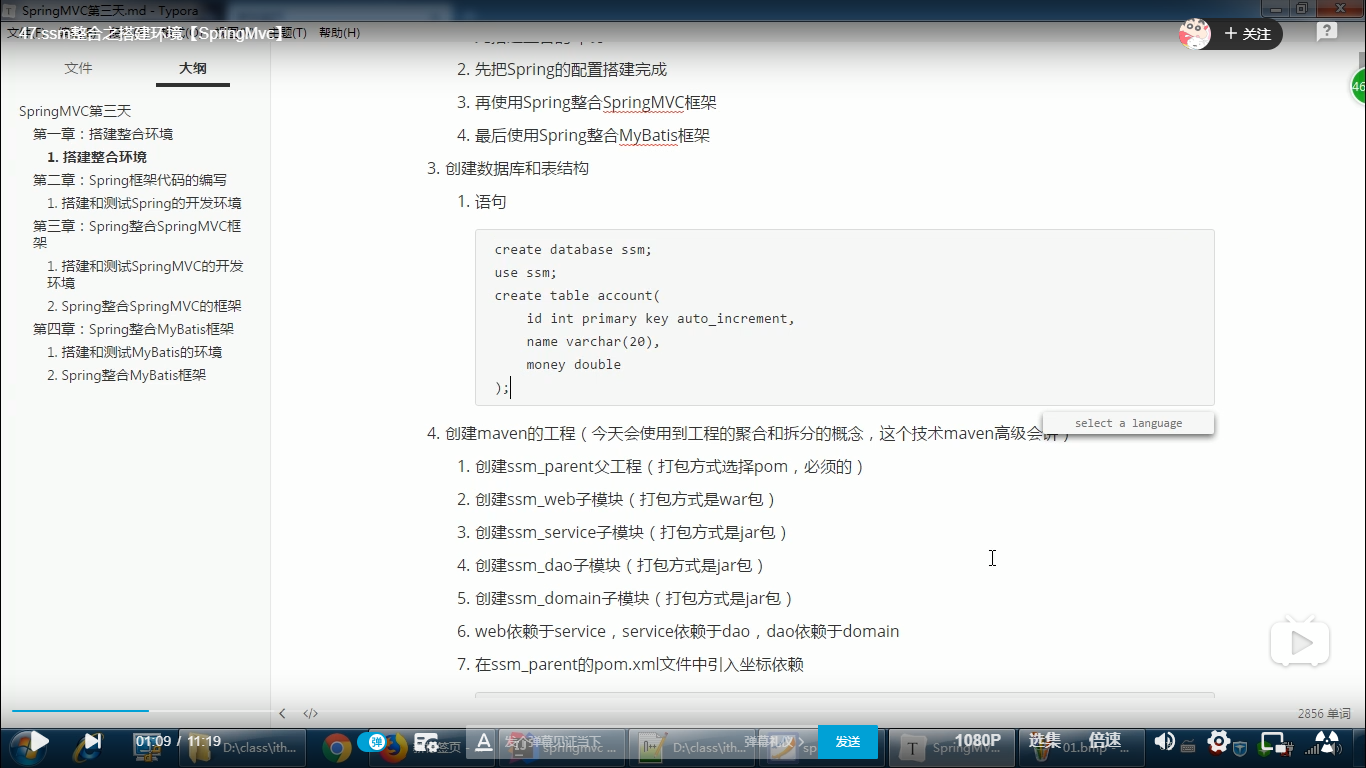 SpringMVC第三天.md - Typora
47.ssm整合之搭建环境【SpringMvc】
帮助(H)
关注
文件
大纲
SpringMVC第三天
第一章：搭建整合环境
1. 搭建整合环境
第二章：Spring框架代码的编写
1. 搭建和测试Spring的开发环境
第三章：Spring整合SpringMVC框
架
1. 搭建和测试SpringMVC的开发
环境
2. Spring整合SpringMVC的框架
第四章：Spring整合MyBatis框架
1. 搭建和测试MyBatis的环境
2. Spring整合MyBatis框架
2. 先把Spring的配置搭建完成
3. 再使用Spring整合SpringMVC框架
4. 最后使用Spring整合MyBatis框架
3. 创建数据库和表结构
1. 语句
create database ssm;
use ssm;
create table account(
id int primary key auto_increment,
name varchar(20),
money double
);
select a language
4. 创建maven的工程（今天会使用到工程的聚合和拆分的概念，这个技术maven高级会讲）
1. 创建ssm_parent父工程（打包方式选择pom，必须的）
2. 创建ssm_web子模块（打包方式是war包）
3. 创建ssm_service子模块（打包方式是jar包）
4. 创建ssm_dao子模块（打包方式是jar包）
5. 创建ssm_domain子模块（打包方式是jar包）
6. web依赖于service，service依赖于dao，dao依赖于domain
7. 在ssm_parent的pom.xml文件中引入坐标依赖
46
2856 单词
01:09 / 11:19
D:\class\ith...
弹
发个弹幕见证当下
springmvc ...
D:\class\ith...
弹幕礼仪
发送
SpringMV...
1080P
选集
01.bmp - ...
倍速